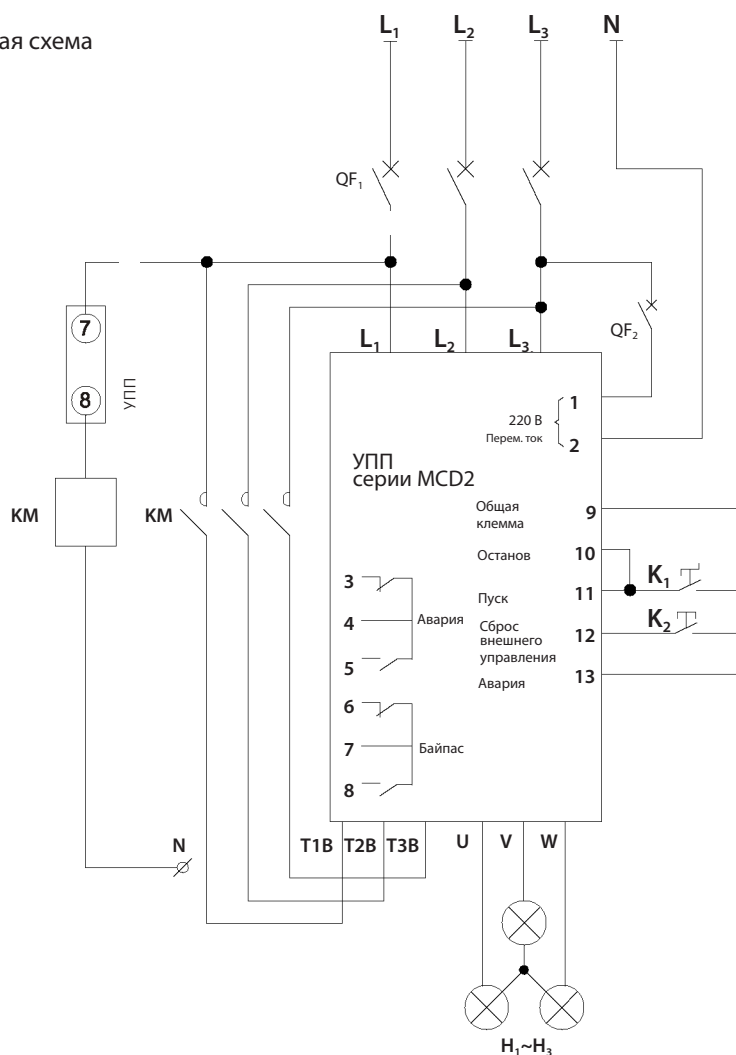 ая схема
L₁ L₂ L₃ N
QF₁
7
8
УПП
QF₂
L₁ L₂ L₃
1
220 В
Перем. ток
2
УПП
серии MCD2
КМ
КМ
Общая
клемма
9
Останов
10
Пуск
11
K₁
Сброс
внешнего
управления
12
K₂
Авария
13
3
4
Авария
5
6
7
Байпас
8
N
T1B T2B T3B U V W
H₁~H₃